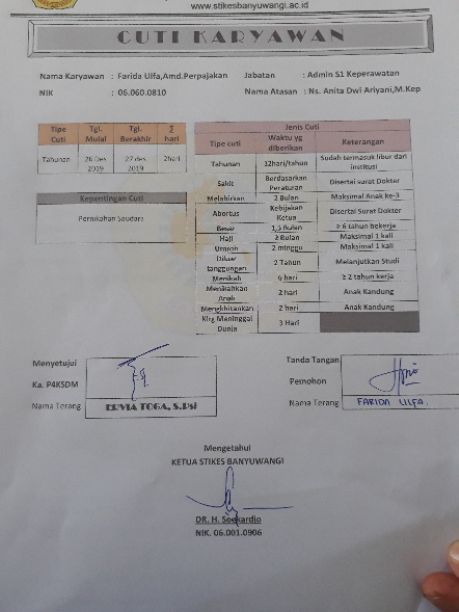 www.stikesbanyuwangi.ac.id
CUTI KARYAWAN
Nama Karyawan : Farida Ulfa,Amd.Perpajakan Jabatan : Admin S1 Keperawatan
NIK : 06.060.0810 Nama Atasan : Ns. Anita Dwi Ariyani,M.Kep
Tipe Cuti Tgl. Mulai Tgl. Berakhir ∑ hari
Tahunan 26 Des 2019 27 des 2019 2hari
Kepentingan Cuti
Pernikahan Saudara
Jenis Cuti
Tipe cuti Waktu yg diberikan Keterangan
Tahunan 12hari/tahun Sudah termasuk libur dari institusi
Sakit Berdasarkan Peraturan Disertai surat Dokter
Melahirkan 2 Bulan Maksimal Anak ke-3
Abortus Kebijakan Ketua Disertai Surat Dokter
Besar 1,5 Bulan ≥ 6 tahun bekerja
Haji 2 Bulan Maksimal 1 kali
Umroh 2 minggu Maksimal 1 kali
Diluar tanggungan 2 Tahun Melanjutkan Studi
Menikah 6 hari ≥ 2 tahun kerja
Menikahkan Anak 2 hari Anak Kandung
Mengkhitankan 2 hari Anak Kandung
Klrg Meninggal Dunia 3 Hari
Menyetujui
Ka. P4KSDM
Nama Terang ERVIA TOGA, S.Psi
Tanda Tangan
Pemohon
Nama Terang FARIDA ULFA.
Mengetahui
KETUA STIKES BANYUWANGI
DR. H. Soekardjo
NIK. 06.001.0906